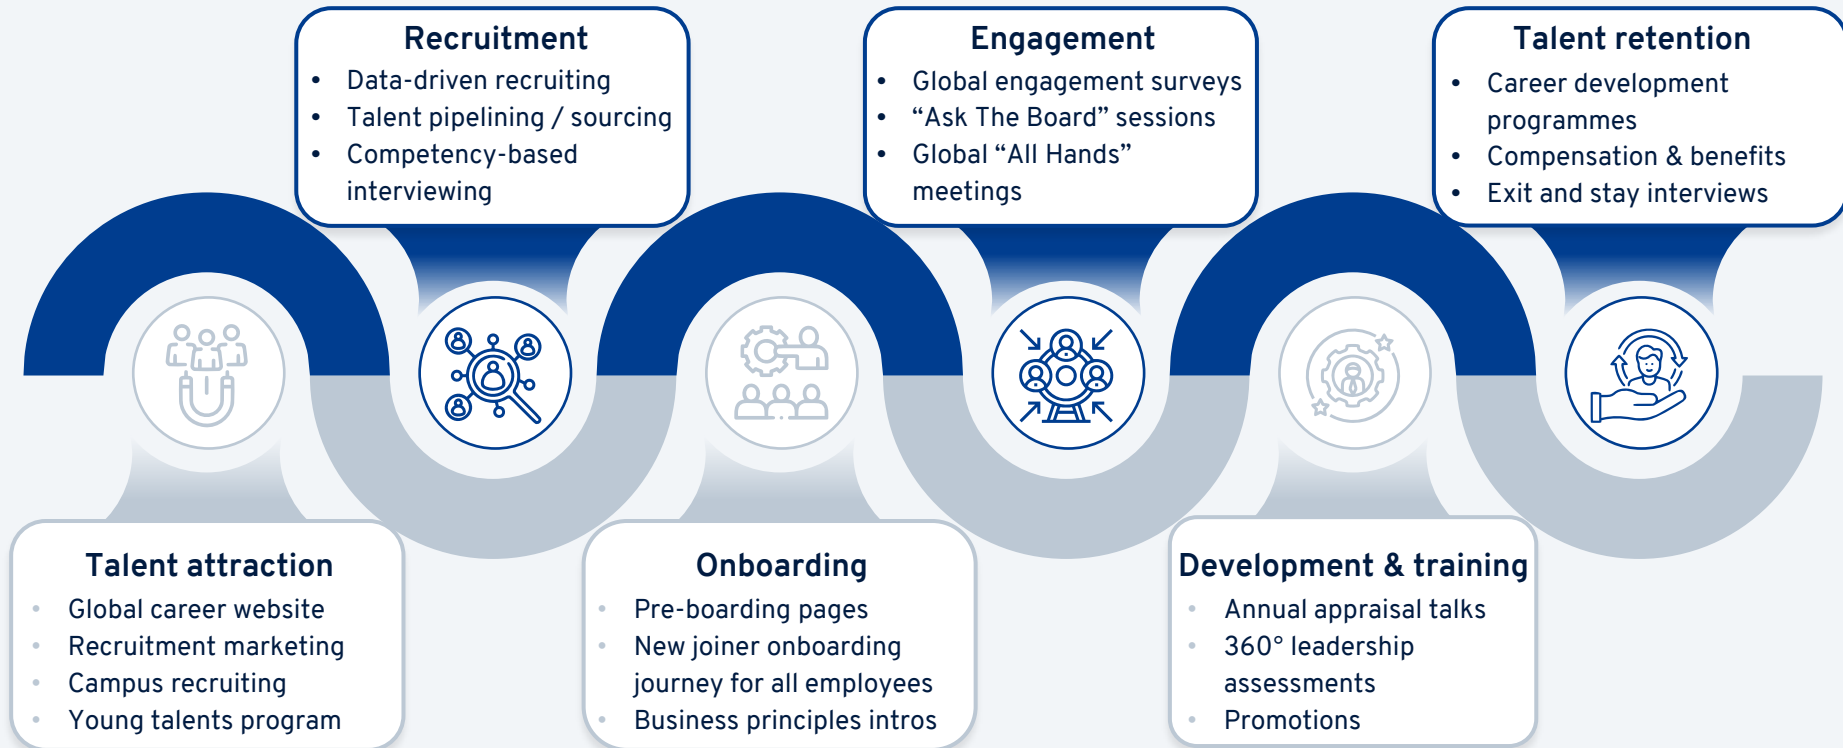 Recruitment
• Data-driven recruiting
• Talent pipelining / sourcing
• Competency-based
interviewing
Engagement
• Global engagement surveys
• “Ask The Board” sessions
• Global “All Hands”
meetings
Talent retention
• Career development
programmes
• Compensation & benefits
• Exit and stay interviews
Talent attraction
• Global career website
• Recruitment marketing
• Campus recruiting
• Young talents program
Onboarding
• Pre-boarding pages
• New joiner onboarding
journey for all employees
• Business principles intros
Development & training
• Annual appraisal talks
• 360° leadership
assessments
• Promotions